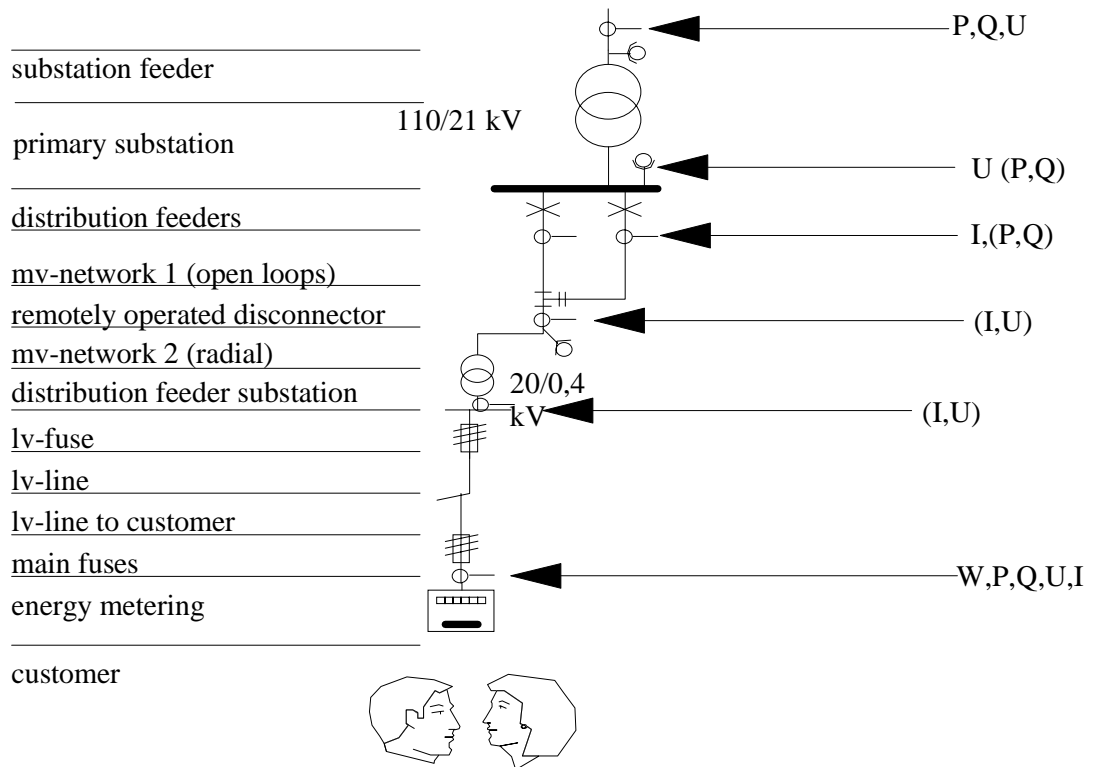 P,Q,U
substation feeder
110/21 kV
primary substation
U (P,Q)
distribution feeders
I,(P,Q)
mv-network 1 (open loops)
remotely operated disconnector
(I,U)
mv-network 2 (radial)
distribution feeder substation
20/0,4
kV
(I,U)
lv-fuse
lv-line
lv-line to customer
main fuses
W,P,Q,U,I
energy metering
customer